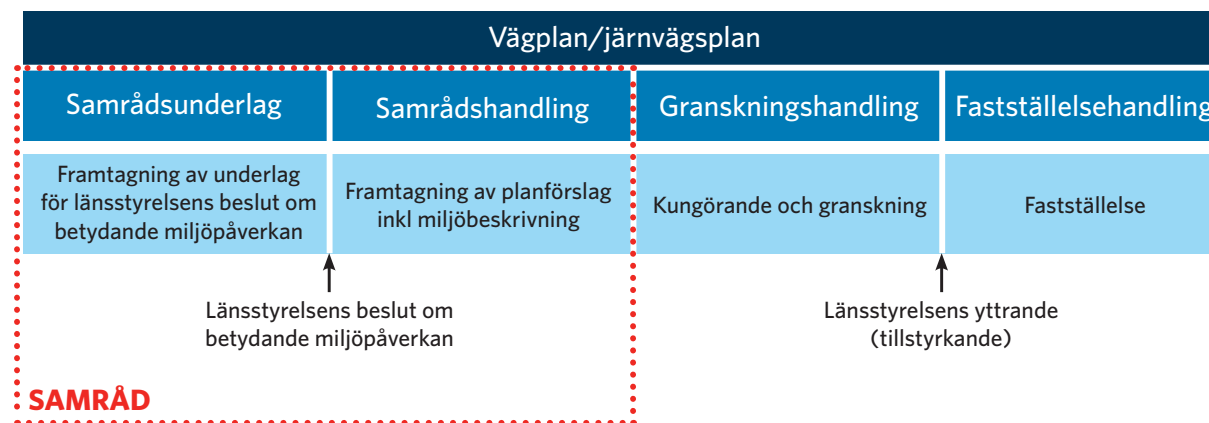 Vägplan/järnvägsplan
Samrådsunderlag
Samrådshandling
Granskningshandling
Fastställelsehandling
Framtagning av underlag
för länsstyrelsens beslut om
betydande miljöpåverkan
Framtagning av planförslag
inkl miljöbeskrivning
Kungörande och granskning
Fastställelse
Länsstyrelsens beslut om
betydande miljöpåverkan
Länsstyrelsens yttrande
(tillstyrkande)
SAMRÅD